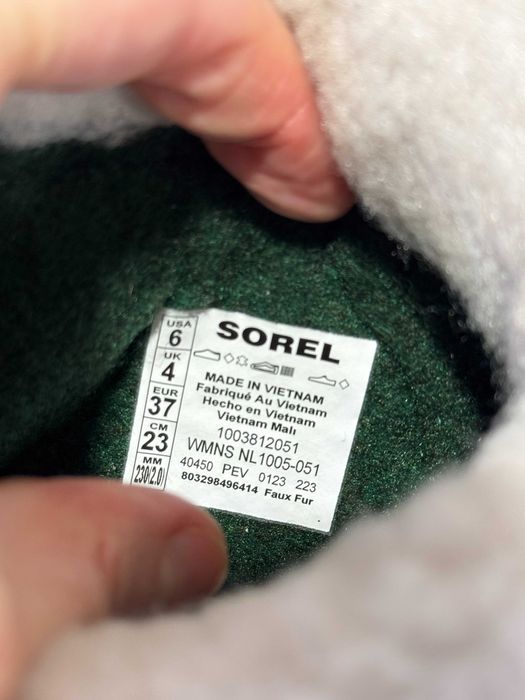 USA
6
UK
4
EUR
37
CM
23
MM
230(2.0)
SOREL
MADE IN VIETNAM
Fabriqué Au Vietnam
Hecho en Vietnam
Vietnam Malı
1003812051
WMNS NL1005-051
40450 PEV 0123 223
803298496414 Faux Fur